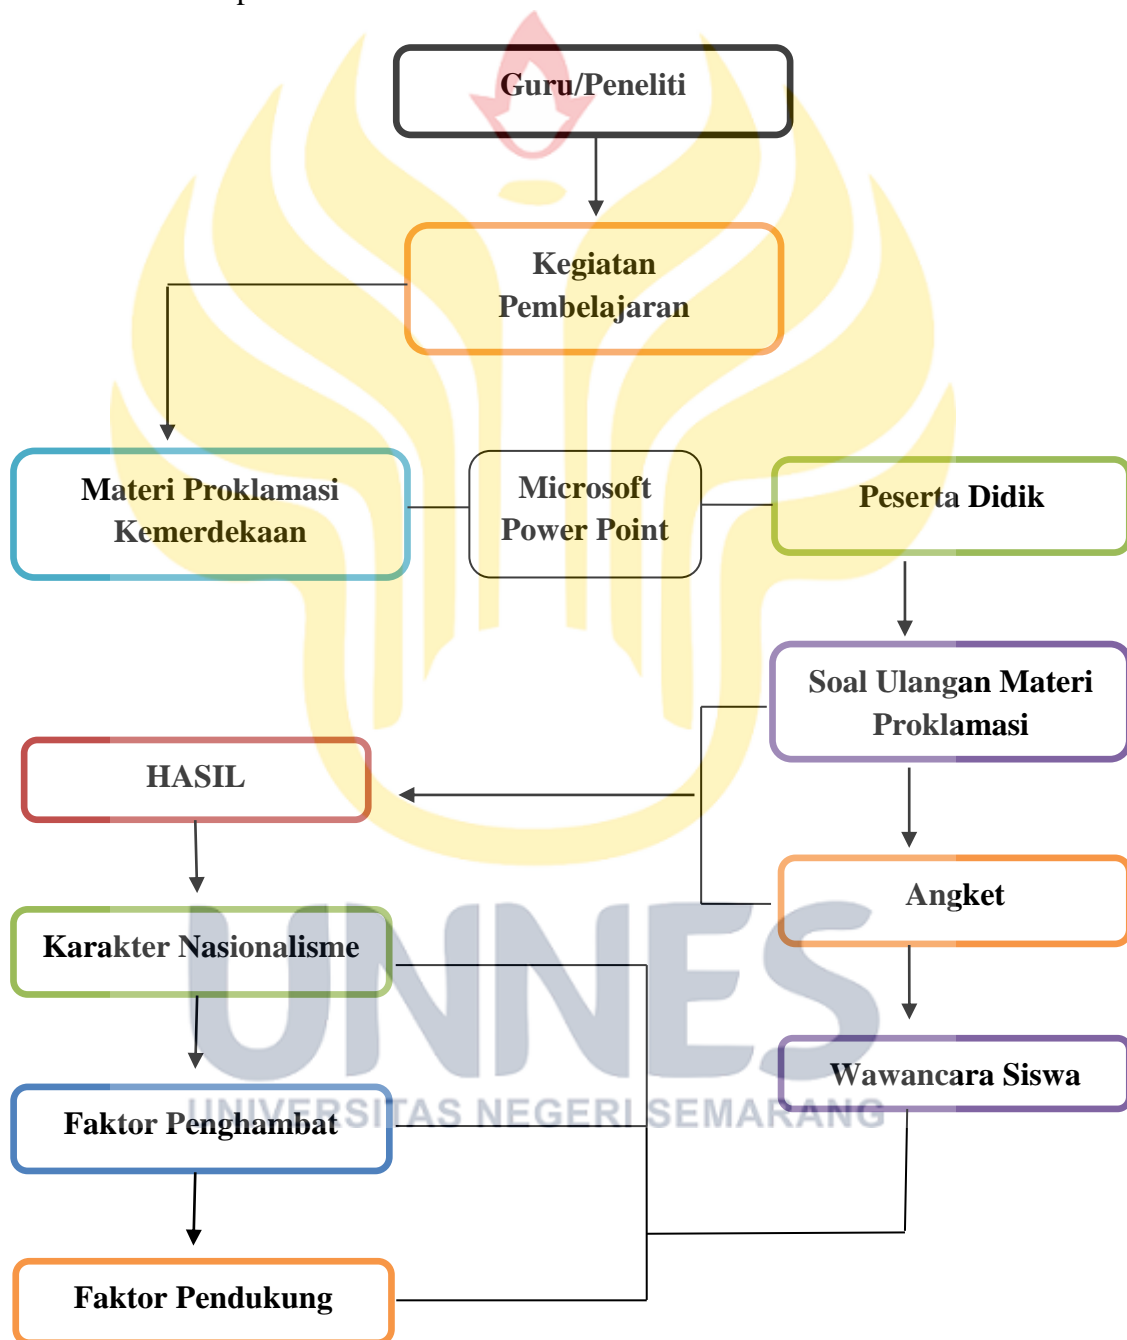 Guru/Peneliti
Kegiatan
Pembelajaran
Materi Proklamasi
Kemerdekaan
Microsoft
Power Point
Peserta Didik
Soal Ulangan Materi
Proklamasi
HASIL
Angket
Karakter Nasionalisme
Wawancara Siswa
Faktor Penghambat
Faktor Pendukung
UNNES
UNIVERSITAS NEGERI SEMARANG